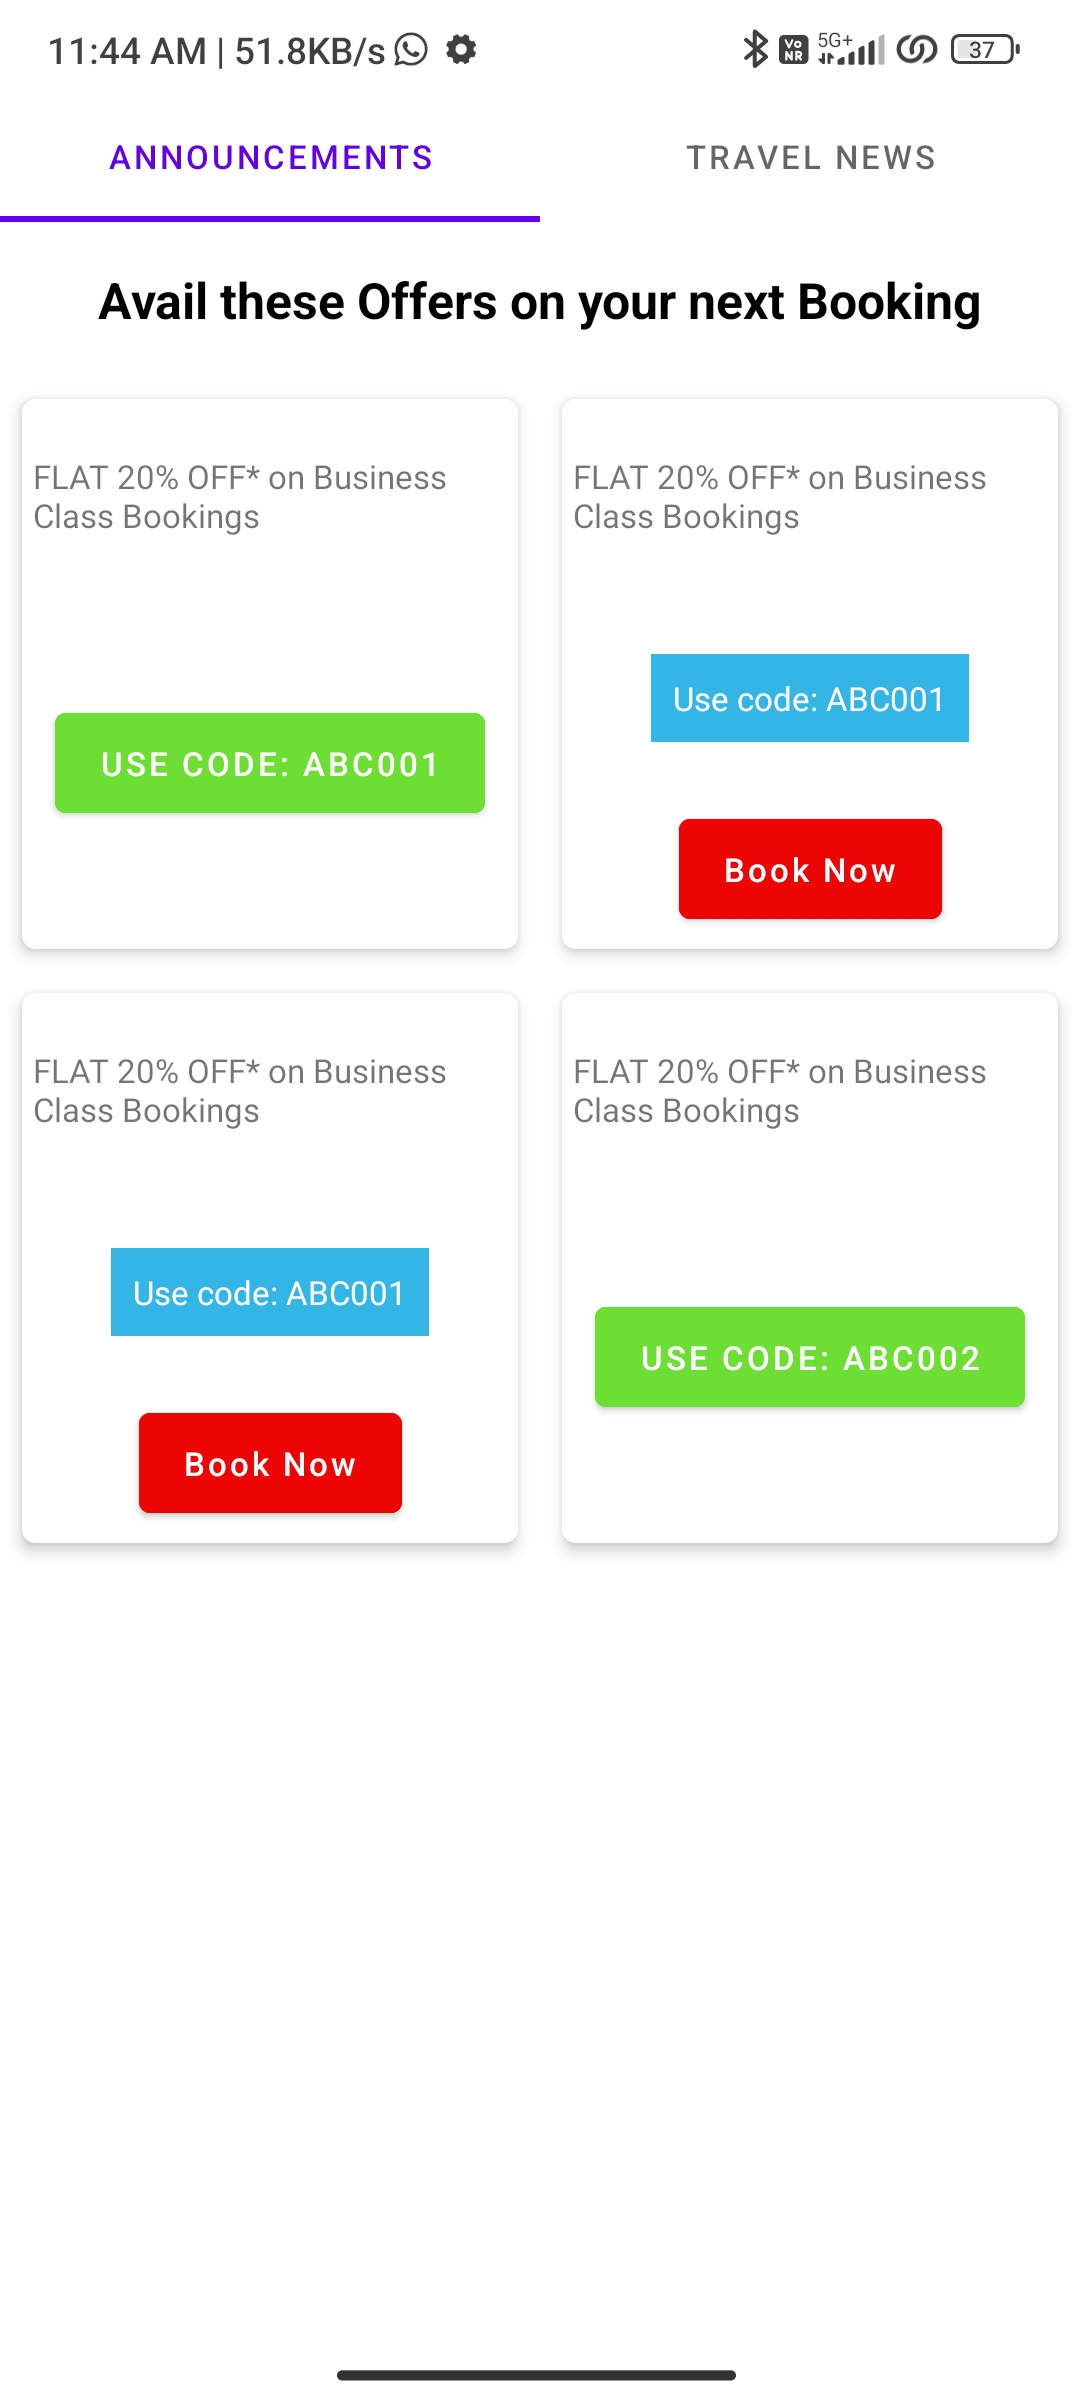 11:44 AM | 51.8KB/s
Vo NR 5G+ 37
ANNOUNCEMENTS
TRAVEL NEWS
Avail these Offers on your next Booking
FLAT 20% OFF* on Business
Class Bookings
USE CODE: ABC001
FLAT 20% OFF* on Business
Class Bookings
Use code: ABC001
Book Now
FLAT 20% OFF* on Business
Class Bookings
Use code: ABC001
Book Now
FLAT 20% OFF* on Business
Class Bookings
USE CODE: ABC002